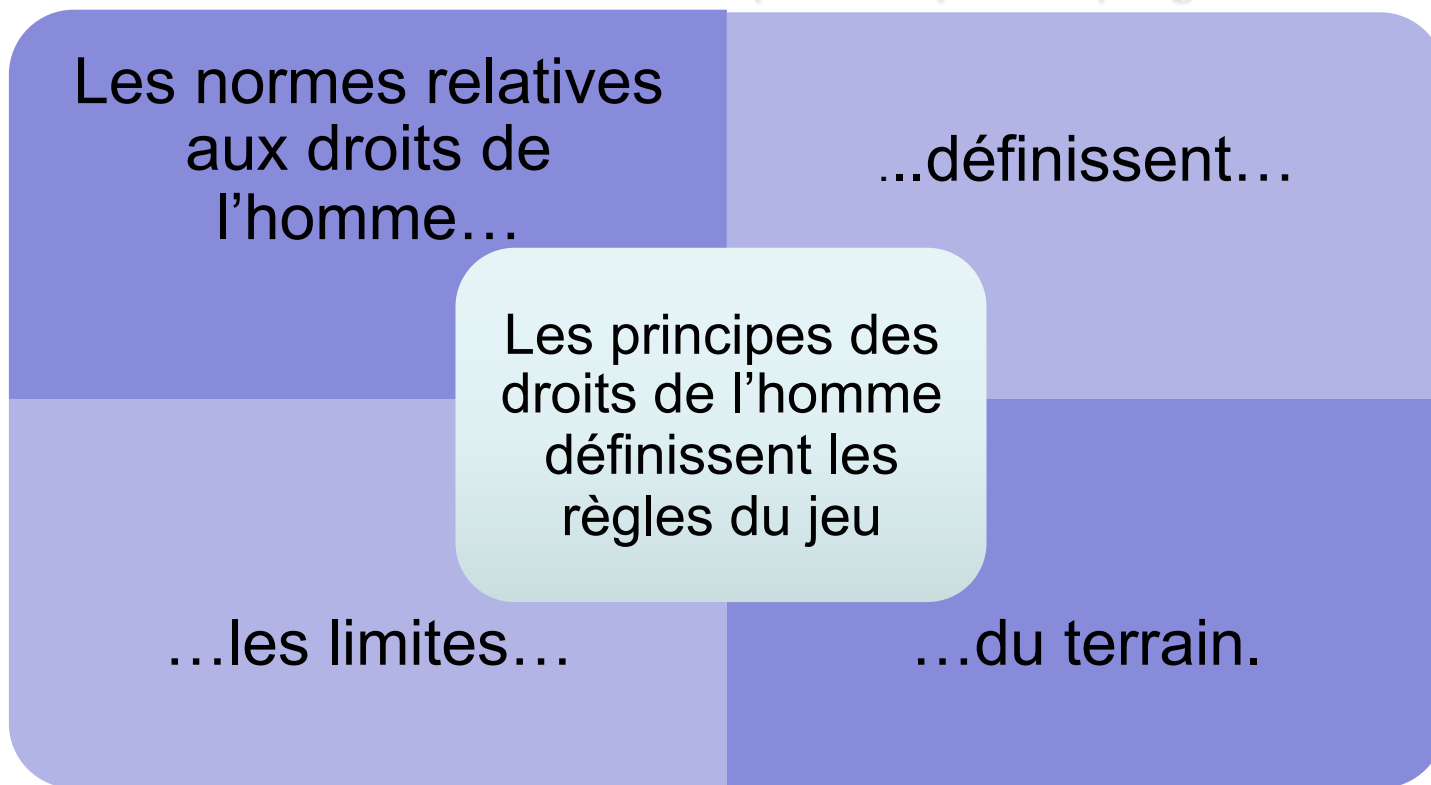 Les normes relatives
aux droits de
l’homme…
....définissent…
Les principes des
droits de l’homme
définissent les
règles du jeu
…les limites…
…du terrain.